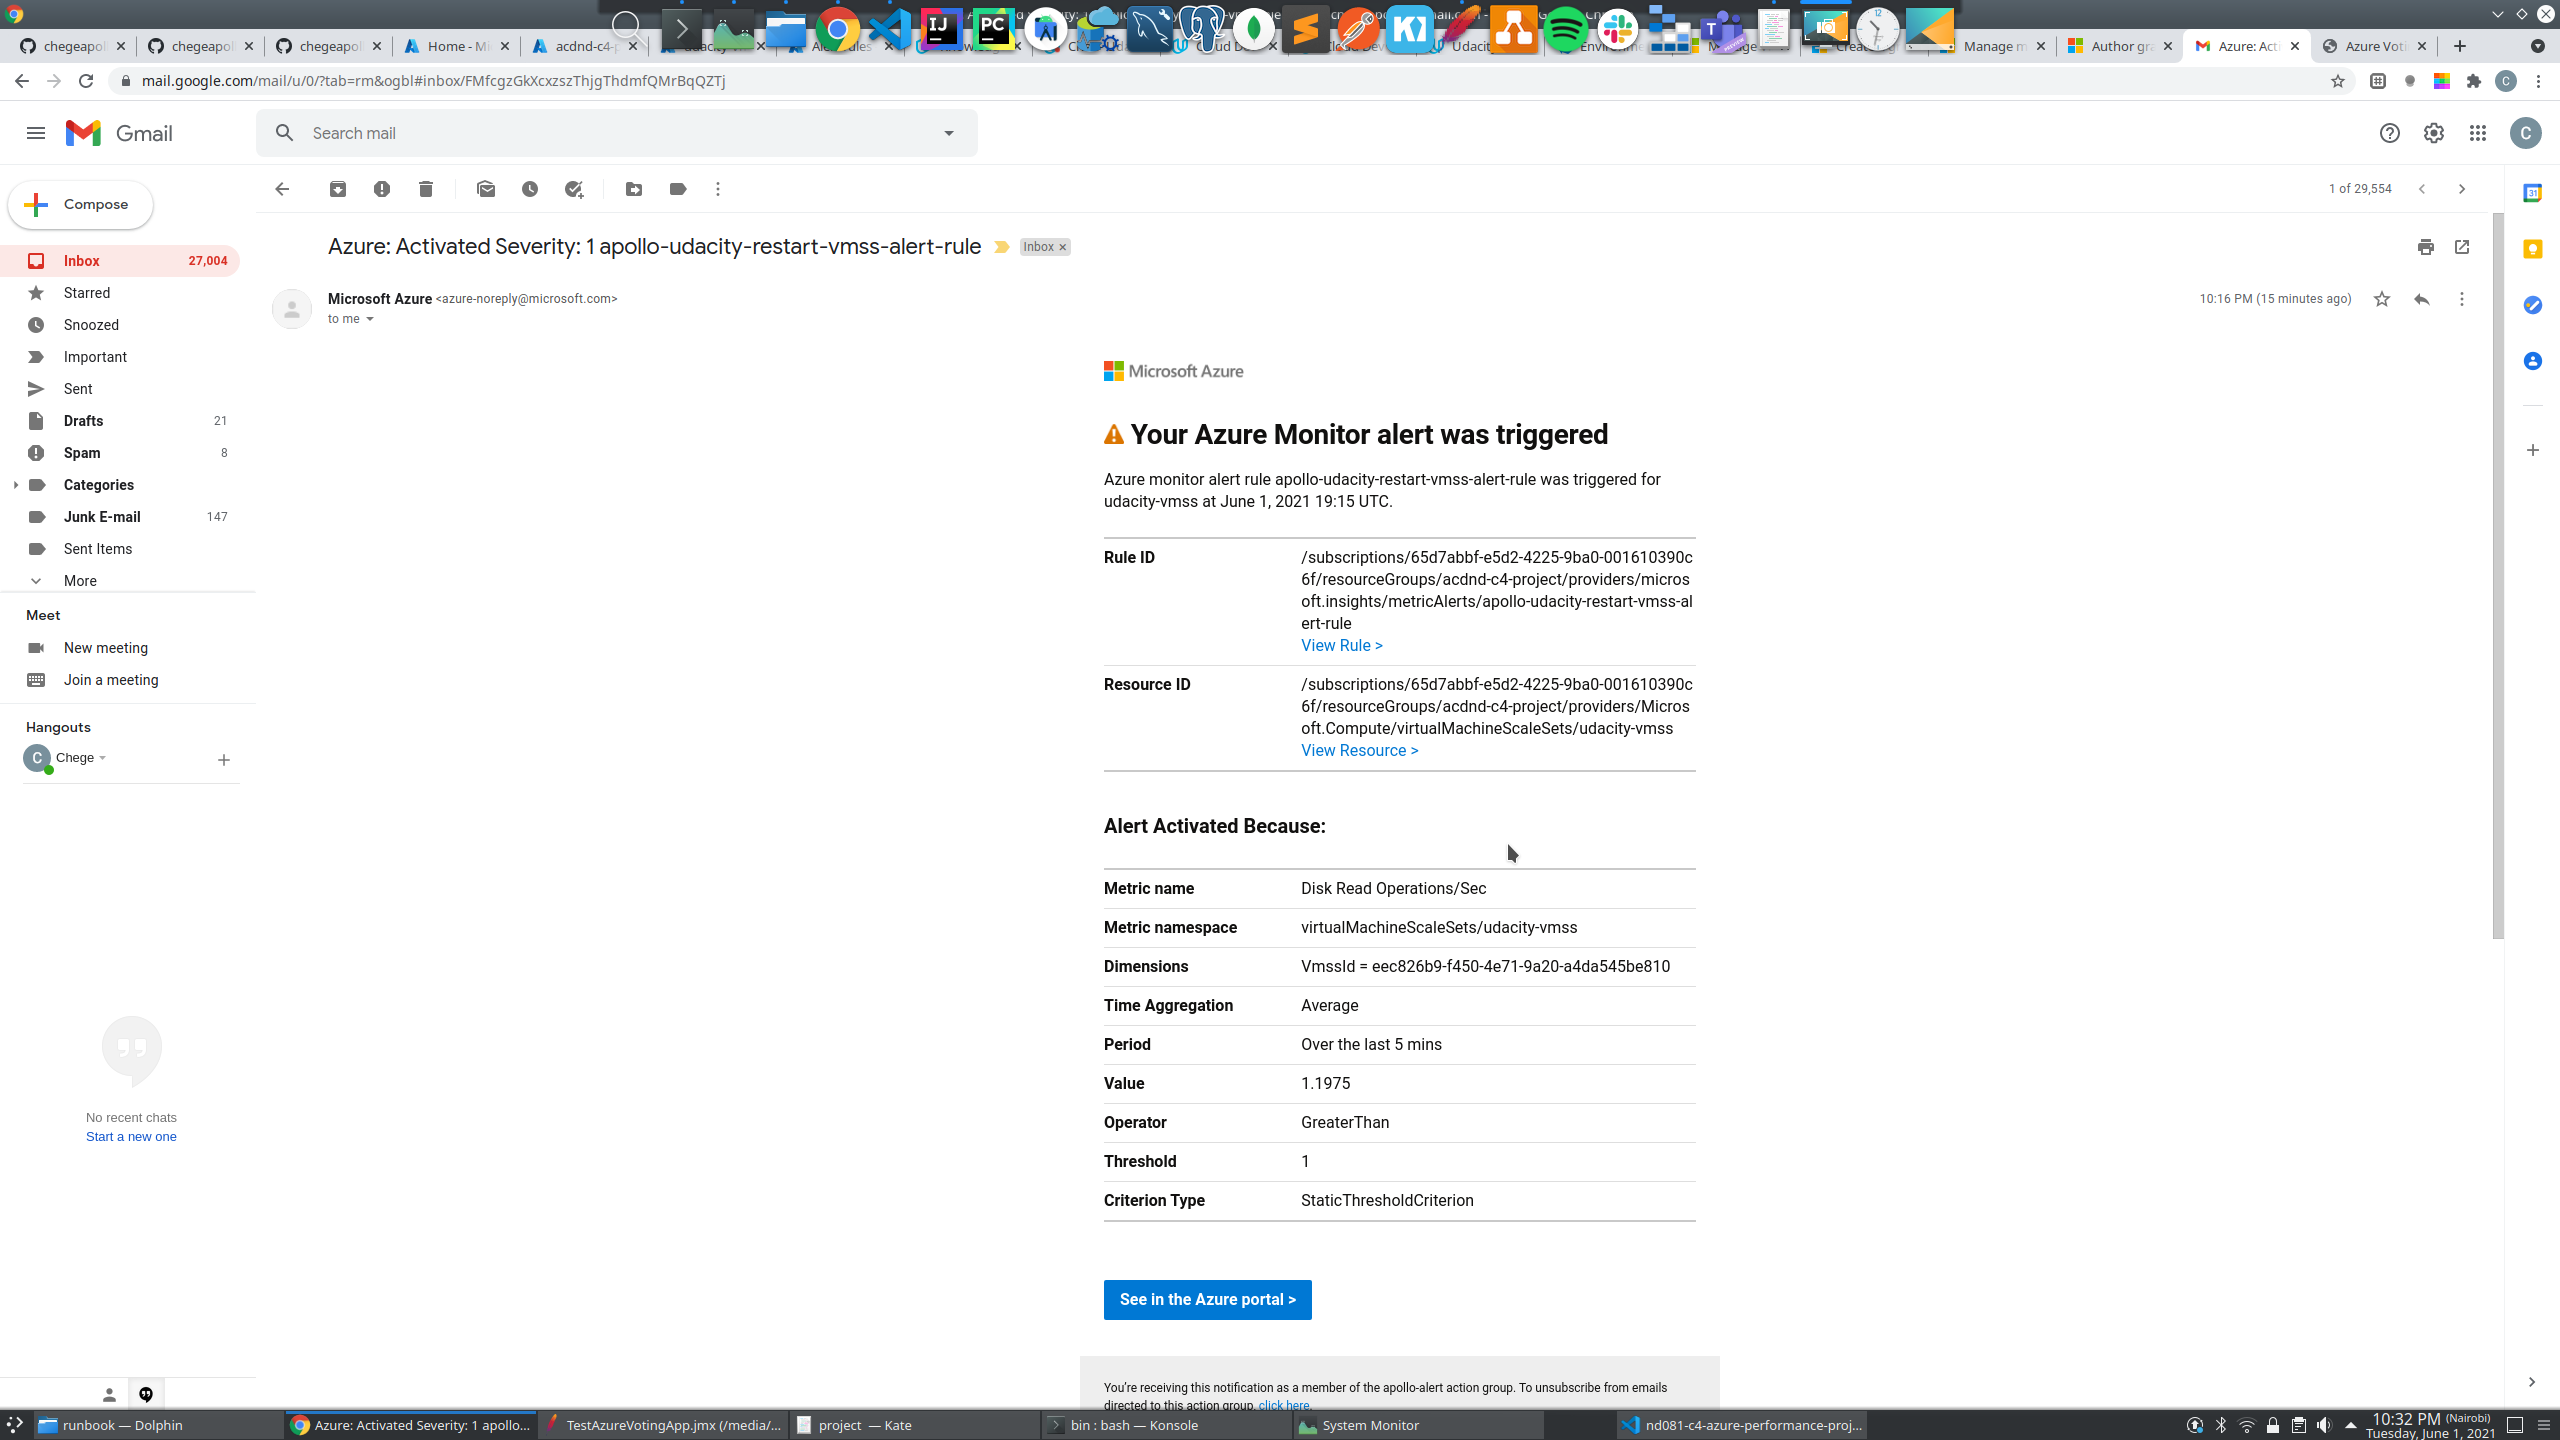 chegeapol
chegeapol
chegeapol
Home - Mi
acdnd-c4-p
Manage m
Author gr
Azure: Acti
Azure Voti
mail.google.com/mail/u/0/?tab=rm&ogbl#inbox/FMfcgzGkXcxzszThjgThdmfQMrBqQZTj
Gmail
Search mail
C
Compose
1 of 29,554
Azure: Activated Severity: 1 apollo-udacity-restart-vmss-alert-rule
Inbox
Inbox 27,004
Starred
Snoozed
Important
Sent
Drafts 21
Spam 8
Categories
Junk E-mail 147
Sent Items
More
Meet
New meeting
Join a meeting
Hangouts
C Chege
No recent chats
Start a new one
Microsoft Azure <azure-noreply@microsoft.com>
to me
10:16 PM (15 minutes ago)
Microsoft Azure
Your Azure Monitor alert was triggered
Azure monitor alert rule apollo-udacity-restart-vmss-alert-rule was triggered for
udacity-vmss at June 1, 2021 19:15 UTC.
Rule ID /subscriptions/65d7abbf-e5d2-4225-9ba0-001610390c
6f/resourceGroups/acdnd-c4-project/providers/micros
oft.insights/metricAlerts/apollo-udacity-restart-vmss-al
ert-rule
View Rule >
Resource ID /subscriptions/65d7abbf-e5d2-4225-9ba0-001610390c
6f/resourceGroups/acdnd-c4-project/providers/Micros
oft.Compute/virtualMachineScaleSets/udacity-vmss
View Resource >
Alert Activated Because:
Metric name Disk Read Operations/Sec
Metric namespace virtualMachineScaleSets/udacity-vmss
Dimensions VmssId = eec826b9-f450-4e71-9a20-a4da545be810
Time Aggregation Average
Period Over the last 5 mins
Value 1.1975
Operator GreaterThan
Threshold 1
Criterion Type StaticThresholdCriterion
See in the Azure portal >
You're receiving this notification as a member of the apollo-alert action group. To unsubscribe from emails
directed to this action group, click here.
runbook — Dolphin
Azure: Activated Severity: 1 apollo...
TestAzureVotingApp.jmx (/media/...
project — Kate
bin : bash — Konsole
System Monitor
nd081-c4-azure-performance-proj...
10:32 PM (Nairobi)
Tuesday, June 1, 2021